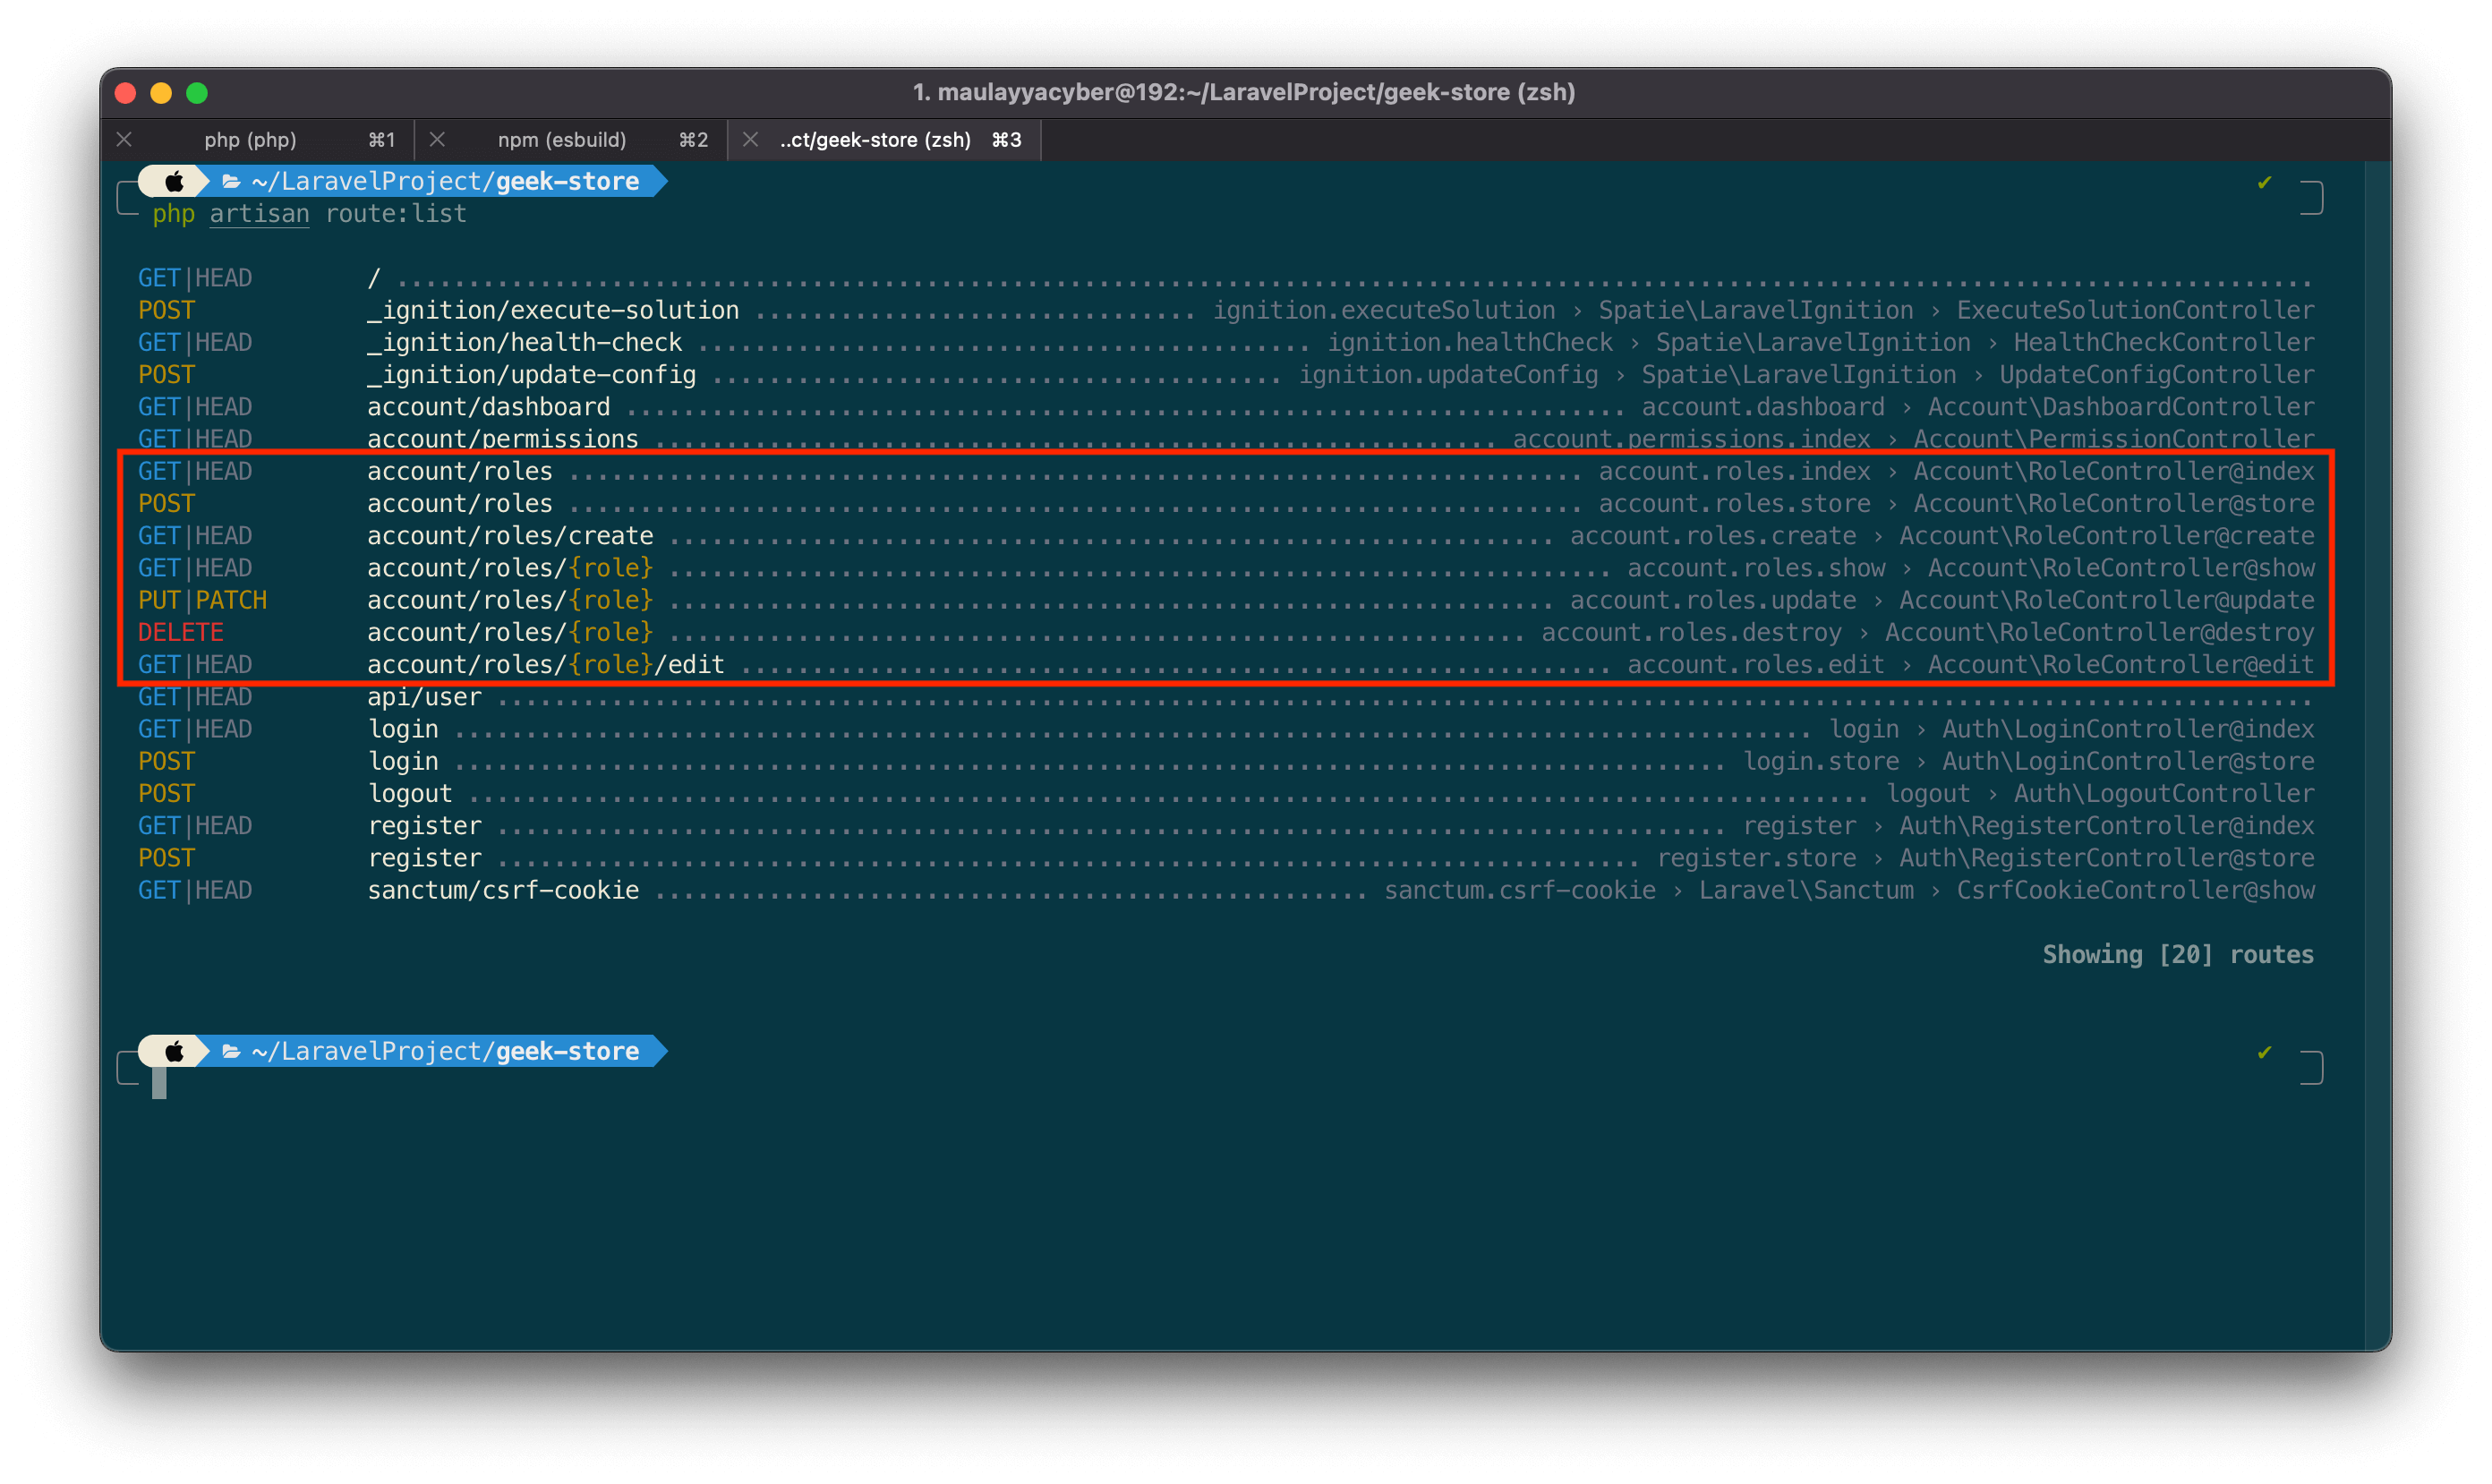 1. maulayyacyber@192:~/LaravelProject/geek-store (zsh)
php (php) ⌘1 npm (esbuild) ⌘2 ..ct/geek-store (zsh) ⌘3
~/LaravelProject/geek-store ✔
php artisan route:list
GET|HEAD / ........................................
POST _ignition/execute-solution ............................... ignition.executeSolution › Spatie\LaravelIgnition › ExecuteSolutionController
GET|HEAD _ignition/health-check ........................................... ignition.healthCheck › Spatie\LaravelIgnition › HealthCheckController
POST _ignition/update-config ........................................ ignition.updateConfig › Spatie\LaravelIgnition › UpdateConfigController
GET|HEAD account/dashboard ........................................ account.dashboard › Account\DashboardController
GET|HEAD account/permissions ........................................ account.permissions.index › Account\PermissionController
GET|HEAD account/roles ........................................ account.roles.index › Account\RoleController@index
POST account/roles ........................................ account.roles.store › Account\RoleController@store
GET|HEAD account/roles/create ........................................ account.roles.create › Account\RoleController@create
GET|HEAD account/roles/{role} ........................................ account.roles.show › Account\RoleController@show
PUT|PATCH account/roles/{role} ........................................ account.roles.update › Account\RoleController@update
DELETE account/roles/{role} ........................................ account.roles.destroy › Account\RoleController@destroy
GET|HEAD account/roles/{role}/edit ........................................ account.roles.edit › Account\RoleController@edit
GET|HEAD api/user ........................................
GET|HEAD login ........................................ login › Auth\LoginController@index
POST login ........................................ login.store › Auth\LoginController@store
POST logout ........................................ logout › Auth\LogoutController
GET|HEAD register ........................................ register › Auth\RegisterController@index
POST register ........................................ register.store › Auth\RegisterController@store
GET|HEAD sanctum/csrf-cookie ........................................ sanctum.csrf-cookie › Laravel\Sanctum › CsrfCookieController@show
Showing [20] routes
~/LaravelProject/geek-store ✔